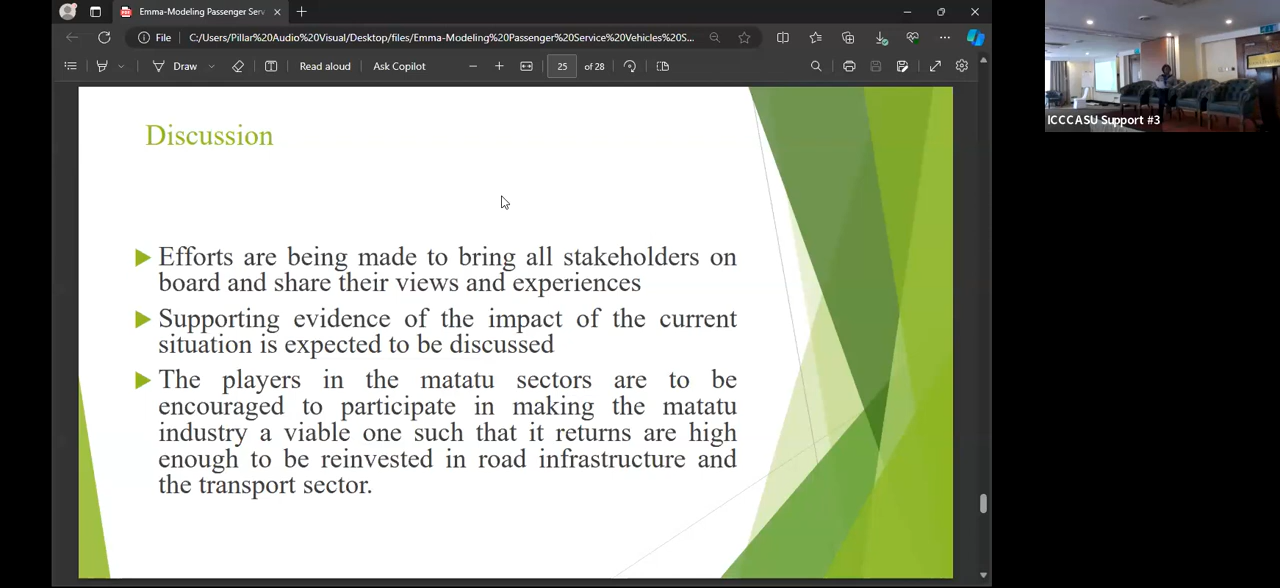 Emma-Modeling Passenger Serv
File
C:/Users/Pillar%20Audio%20Visual/Desktop/files/Emma-Modeling%20Passenger%20Service%20Vehicles%20S...
Draw
Read aloud
Ask Copilot
25
of 28
ICCCASU Support #3
Discussion
Efforts are being made to bring all stakeholders on
board and share their views and experiences
Supporting evidence of the impact of the current
situation is expected to be discussed
The players in the matatu sectors are to be
encouraged to participate in making the matatu
industry a viable one such that it returns are high
enough to be reinvested in road infrastructure and
the transport sector.